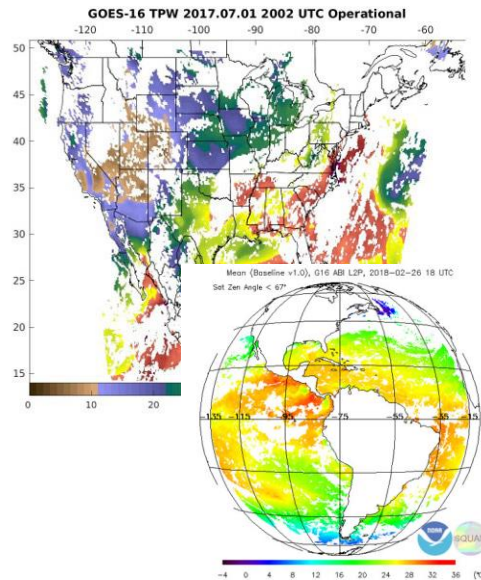 GOES-16 TPW 2017.07.01 2002 UTC Operational
-120 -110 -100 -90 -80 -70 -60
50
45
40
35
30
25
20
15
0 10 20
Mean (Baseline v1.0), G16 ABI L2P, 2018-02-26 18 UTC
Sat Zen Angle < 67°
-135 -115 -95 -75 -55 -35 -15
NOAA SQUAM
-4 0 4 8 12 16 20 24 28 32 36 (°C